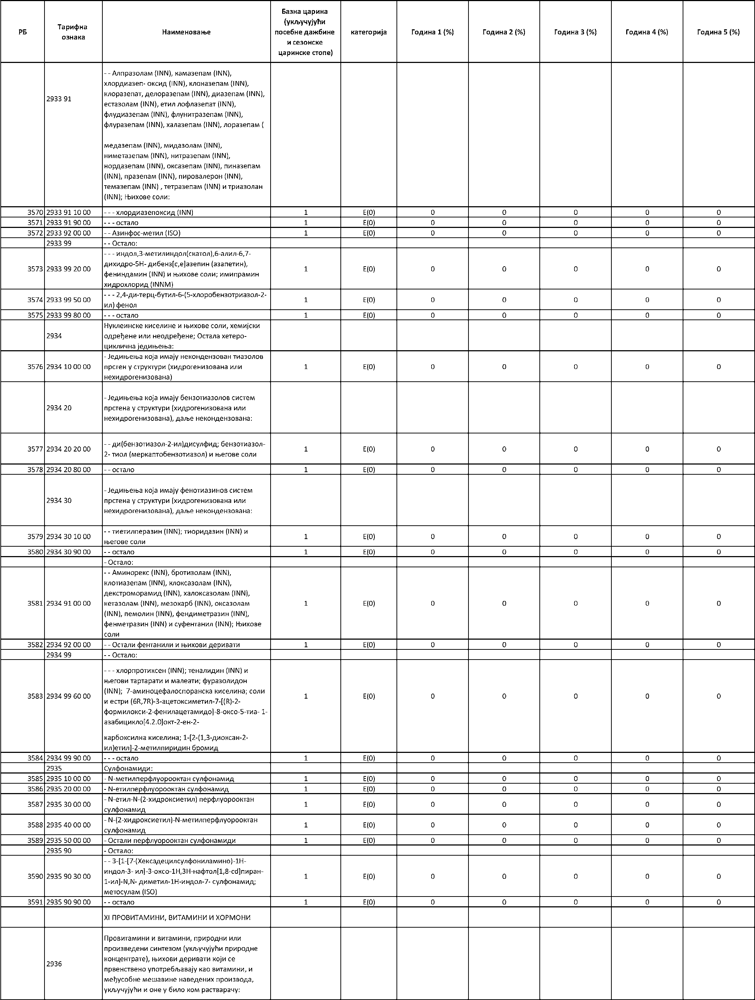 РБ Тарифна ознака Наименовање Базна царина (укључујући посебне дажбине и сезонске царинске стопе) категорија Година 1 (%) Година 2 (%) Година 3 (%) Година 4 (%) Година 5 (%)
2933 91
- - Алпразолам (INN), камазепам (INN),
хлордиазеп- оксид (INN), клоназепам (INN),
клоразепат, делоразепам (INN), диазепам (INN),
естазолам (INN), етил лофлазепат (INN),
флудиазепам (INN), флунитразепам (INN),
флуразепам (INN), халазепам (INN), лоразепам (
медазепам (INN), мидазолам (INN),
ниметазепам (INN), нитразепам (INN),
нордазепам (INN), оксазепам (INN), пиназепам
(INN), празепам (INN), пировалерон (INN),
темазепам (INN) , тетразепам (INN) и триазолан
(INN); Њихове соли:
3570 2933 91 10 00 - - - хлордиазепоксид (INN) 1 Е(0) 0 0 0 0 0
3571 2933 91 90 00 - - - остало 1 Е(0) 0 0 0 0 0
3572 2933 92 00 00 - - Азинфос-метил (ISO) 1 Е(0) 0 0 0 0 0
2933 99 - - Остало:
3573 2933 99 20 00 - - - индол,3-метилиндол(скатол),6-алил-6,7-
дихидро-5Н- дибенз[c,e]азепин (азапетин),
фениндамин (INN) и њихове соли; имипрамин
хидрохлорид (INNM) 1 Е(0) 0 0 0 0 0
3574 2933 99 50 00 - - - 2,4-ди-терц-бутил-6-(5-хлоробензотриазол-2-
ил) фенол 1 Е(0) 0 0 0 0 0
3575 2933 99 80 00 - - - остало 1 Е(0) 0 0 0 0 0
2934 Нуклеинске киселине и њихове соли, хемијски
одређене или неодређене; Остала хетеро-
циклична једињења:
3576 2934 10 00 00 - Једињења која имају некондензован тиазолов
прстен у структури (хидрогенизована или
нехидрогенизована) 1 Е(0) 0 0 0 0 0
2934 20 - Једињења која имају бензотиазолов систем
прстена у структури (хидрогенизована или
нехидрогенизована), даље некондензована:
3577 2934 20 20 00 - - ди(бензотиазол-2-ил)дисулфид; бензотиазол-
2- тиол (меркаптобензотиазол) и његове соли 1 Е(0) 0 0 0 0 0
3578 2934 20 80 00 - - остало 1 Е(0) 0 0 0 0 0
2934 30 - Једињења која имају фенотиазинов систем
прстена у структури (хидрогенизована или
нехидрогенизована), даље некондензована:
3579 2934 30 10 00 - - тиетилперазин (INN); тиоридазин (INN) и
његове соли 1 Е(0) 0 0 0 0 0
3580 2934 30 90 00 - - остало 1 Е(0) 0 0 0 0 0
- Остало:
3581 2934 91 00 00 - - Аминорекс (INN), бротизолам (INN),
клотиазепам (INN), клоксазолам (INN),
декстроморамид (INN), халоксазолам (INN),
кетазолам (INN), мезокарб (INN), оксазолам
(INN), пемолин (INN), фендиметразин (INN),
фенметразин (INN) и суфентанил (INN); Њихове
соли 1 Е(0) 0 0 0 0 0
3582 2934 92 00 00 - - Остали фентанили и њихови деривати 1 Е(0) 0 0 0 0 0
2934 99 - - Остало:
3583 2934 99 60 00 - - - хлорпротиксен (INN); теналидин (INN) и
његови тартарати и малеати; фуразолидон
(INN); 7-аминоцефалоспоранска киселина; соли
и естри (6R,7R)-3-ацетоксиметил-7-[(R)-2-
формилокси-2-фенилацетамидо]-8-оксо-5-тиа- 1-
азабицикло[4.2.0]окт-2-ен-2-
карбоксилна киселина; 1-[2-(1,3-диоксан-2-
ил)етил]-2-метилпиридин бромид 1 Е(0) 0 0 0 0 0
3584 2934 99 90 00 - - - остало 1 Е(0) 0 0 0 0 0
2935 Сулфонамиди:
3585 2935 10 00 00 - N-метилперфлуорооктан сулфонамид 1 Е(0) 0 0 0 0 0
3586 2935 20 00 00 - N-етилперфлуорооктан сулфонамид 1 Е(0) 0 0 0 0 0
3587 2935 30 00 00 - N-етил-N-(2-хидроксиетил) перфлуорооктан
сулфонамид 1 Е(0) 0 0 0 0 0
3588 2935 40 00 00 - N-(2-хидроксиетил)-N-метилперфлуорооктан
сулфонамид 1 Е(0) 0 0 0 0 0
3589 2935 50 00 00 - Остали перфлуорооктан сулфонамиди 1 Е(0) 0 0 0 0 0
2935 90 - Остало:
3590 2935 90 30 00 - - 3-[1-[7-(Хексадецилсулфониламино)-1Н-
индол-3- ил]-3-оксо-1Н,3Н-нафтол[1,8-cd]пиран-
1-ил]-N,N- диметил-1Н-индол-7- сулфонамид;
метосулам (ISO) 1 Е(0) 0 0 0 0 0
3591 2935 90 90 00 - - остало 1 Е(0) 0 0 0 0 0
XI ПРОВИТАМИНИ, ВИТАМИНИ И ХОРМОНИ
2936 Провитамини и витамини, природни или
произведени синтезом (укључујући природне
концентрате), њихови деривати који се
првенствено употребљавају као витамини, и
међусобне мешавине наведених производа,
укључујући и оне у било ком растварачу: